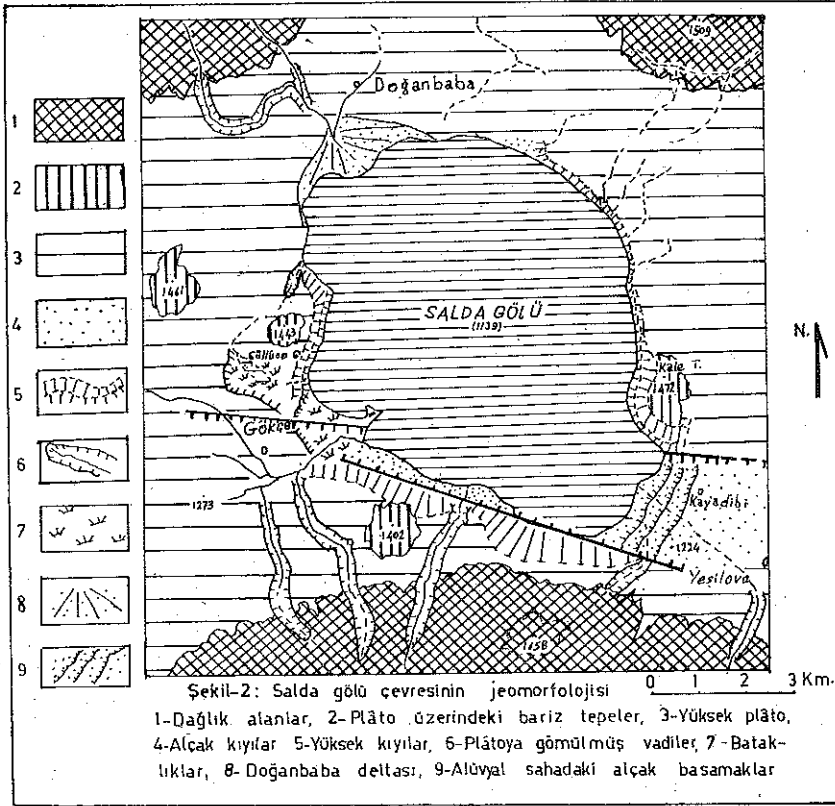 1509
Doğanbaba
1
2
3
1461
SALDA GÖLÜ
(1139)
N.
4
1443
Kale T.
1472
5
Gökçe
6
Kayadibi
1273
7
1402
1224
Yeşilova
8
9
1158
0 1 2 3 Km.
Şekil-2: Salda gölü çevresinin jeomorfolojisi
1-Dağlık alanlar, 2-Plâto üzerindeki bariz tepeler, 3-Yüksek plâto,
4-Alçak kıyılar 5-Yüksek kıyılar, 6-Plâtoya gömülmüş vadiler, 7-Batak-
lıklar, 8-Doğanbaba deltası, 9-Alüvyal sahadaki alçak basamaklar